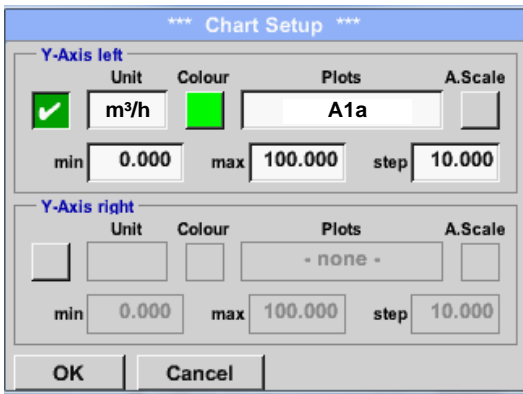 *** Chart Setup ***
Y-Axis left
Unit Colour Plots A.Scale
m³/h A1a
min 0.000 max 100.000 step 10.000
Y-Axis right
Unit Colour Plots A.Scale
- none -
min 0.000 max 100.000 step 10.000
OK Cancel